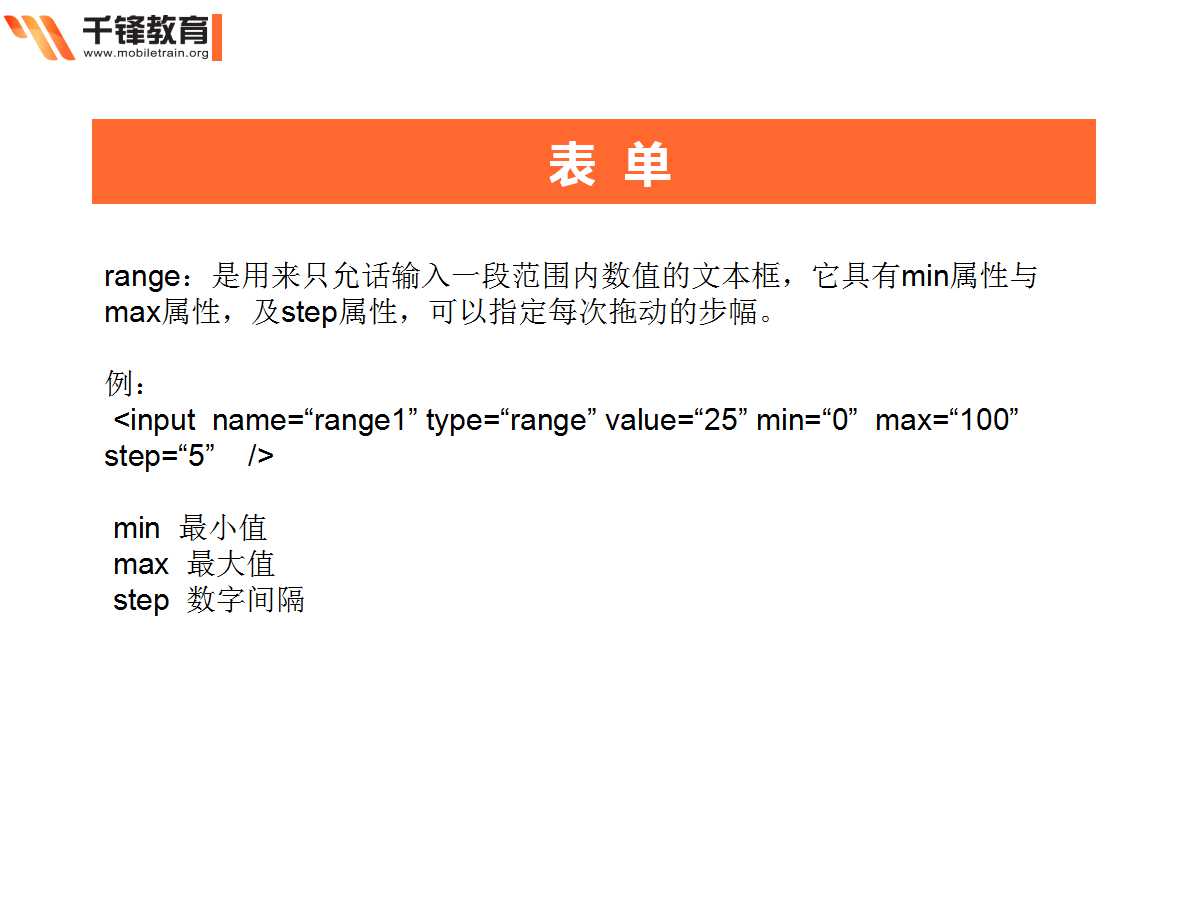 千锋教育
www.mobiletrain.org
表 单
range：是用来只允话输入一段范围内数值的文本框，它具有min属性与
max属性，及step属性，可以指定每次拖动的步幅。
例：
<input  name=“range1” type=“range” value=“25” min=“0”  max=“100”
step=“5”    />
min  最小值
max  最大值
step  数字间隔